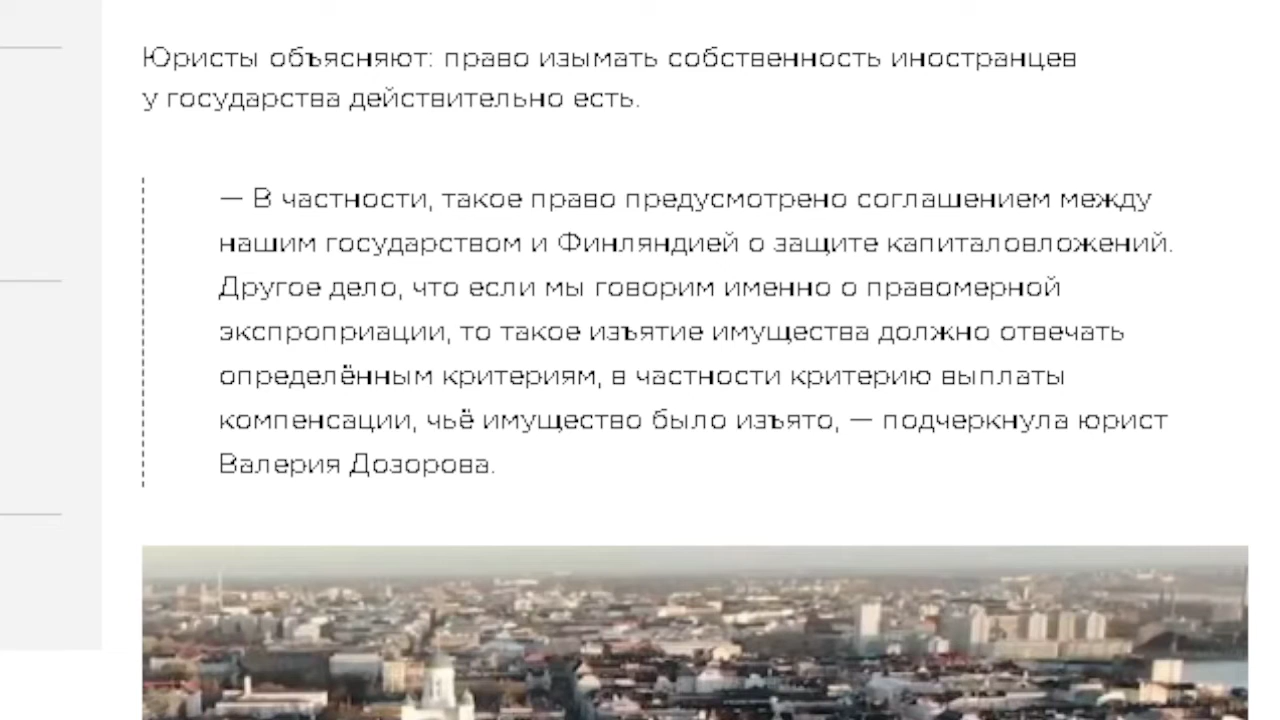 Юристы объясняют: право изымать собственность иностранцев
у государства действительно есть.
— В частности, такое право предусмотрено соглашением между
нашим государством и Финляндией о защите капиталовложений.
Другое дело, что если мы говорим именно о правомерной
экспроприации, то такое изъятие имущества должно отвечать
определённым критериям, в частности критерию выплаты
компенсации, чьё имущество было изъято, — подчеркнула юрист
Валерия Дозорова.